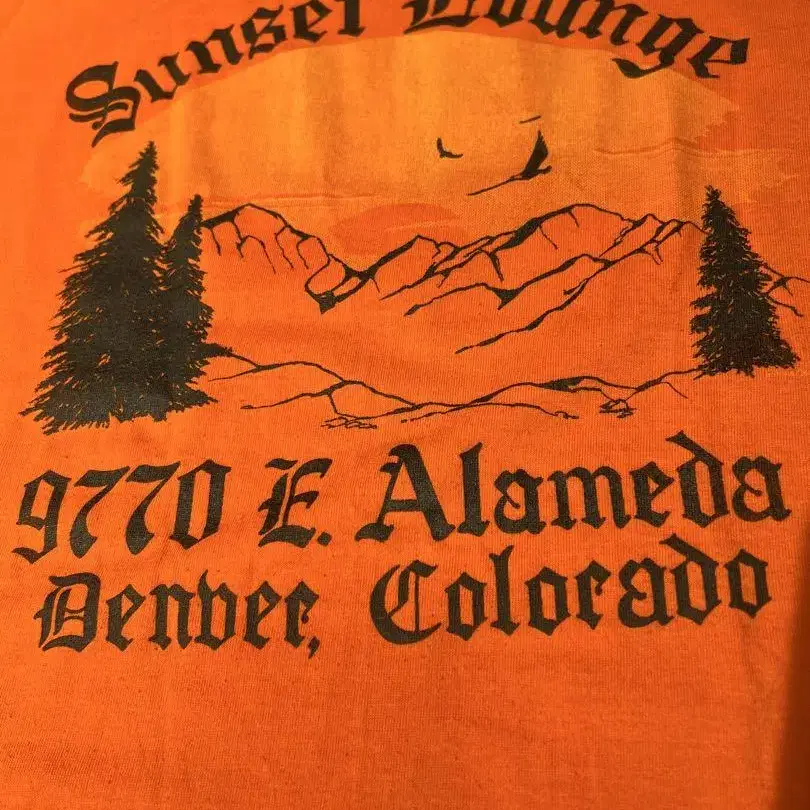 Sunset Lounge
9770 E. Alameda
Denver, Colorado